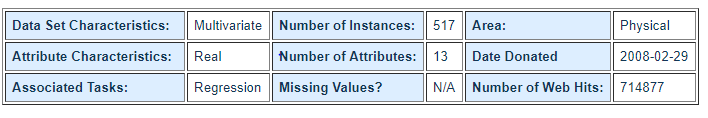 Data Set Characteristics: Multivariate Number of Instances: 517 Area: Physical
Attribute Characteristics: Real Number of Attributes: 13 Date Donated 2008-02-29
Associated Tasks: Regression Missing Values? N/A Number of Web Hits: 714877